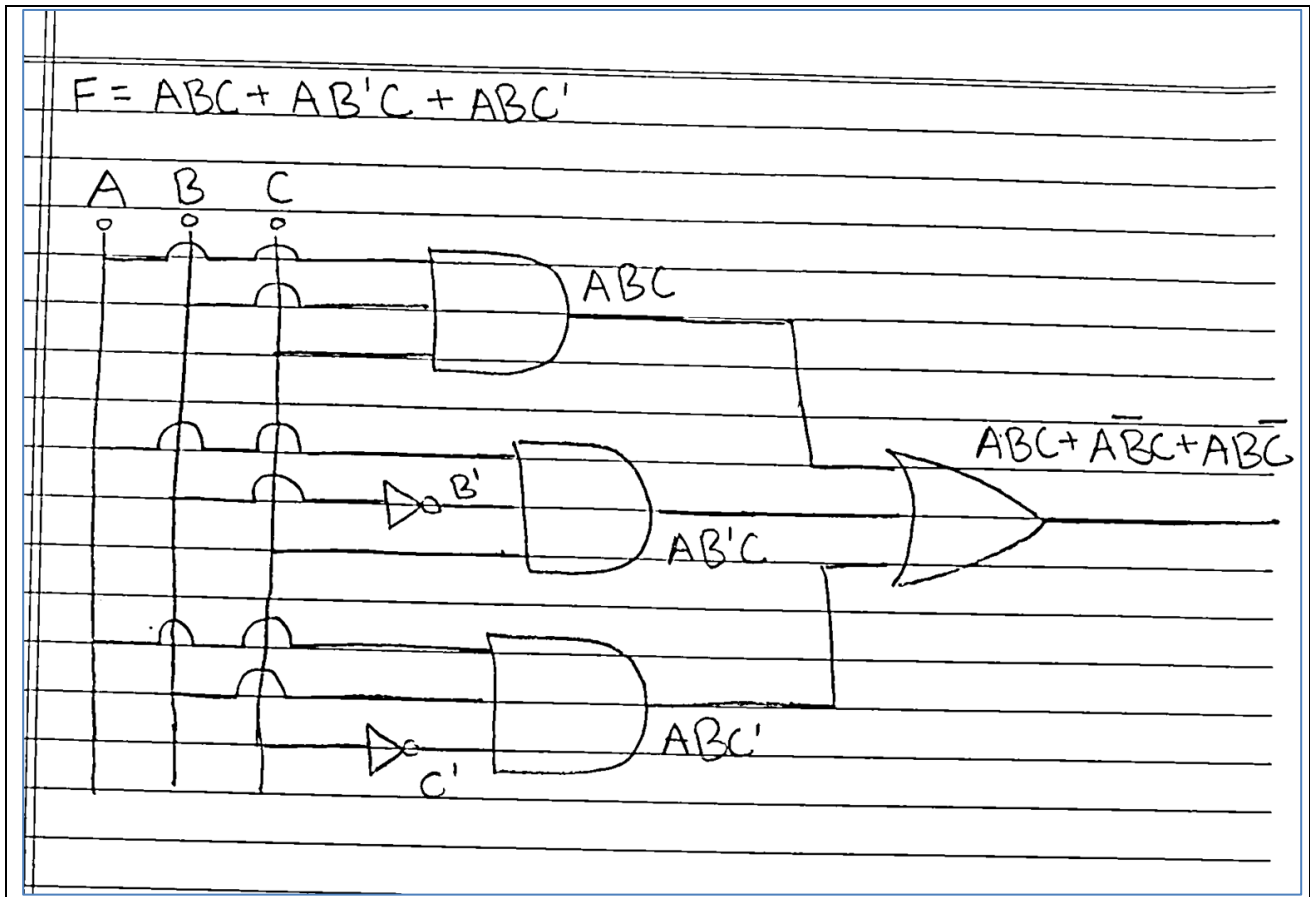 F = ABC + AB'C + ABC'
A B C
ABC
ABC + AB̅C + ABC̅
B'
AB'C
ABC'
C'